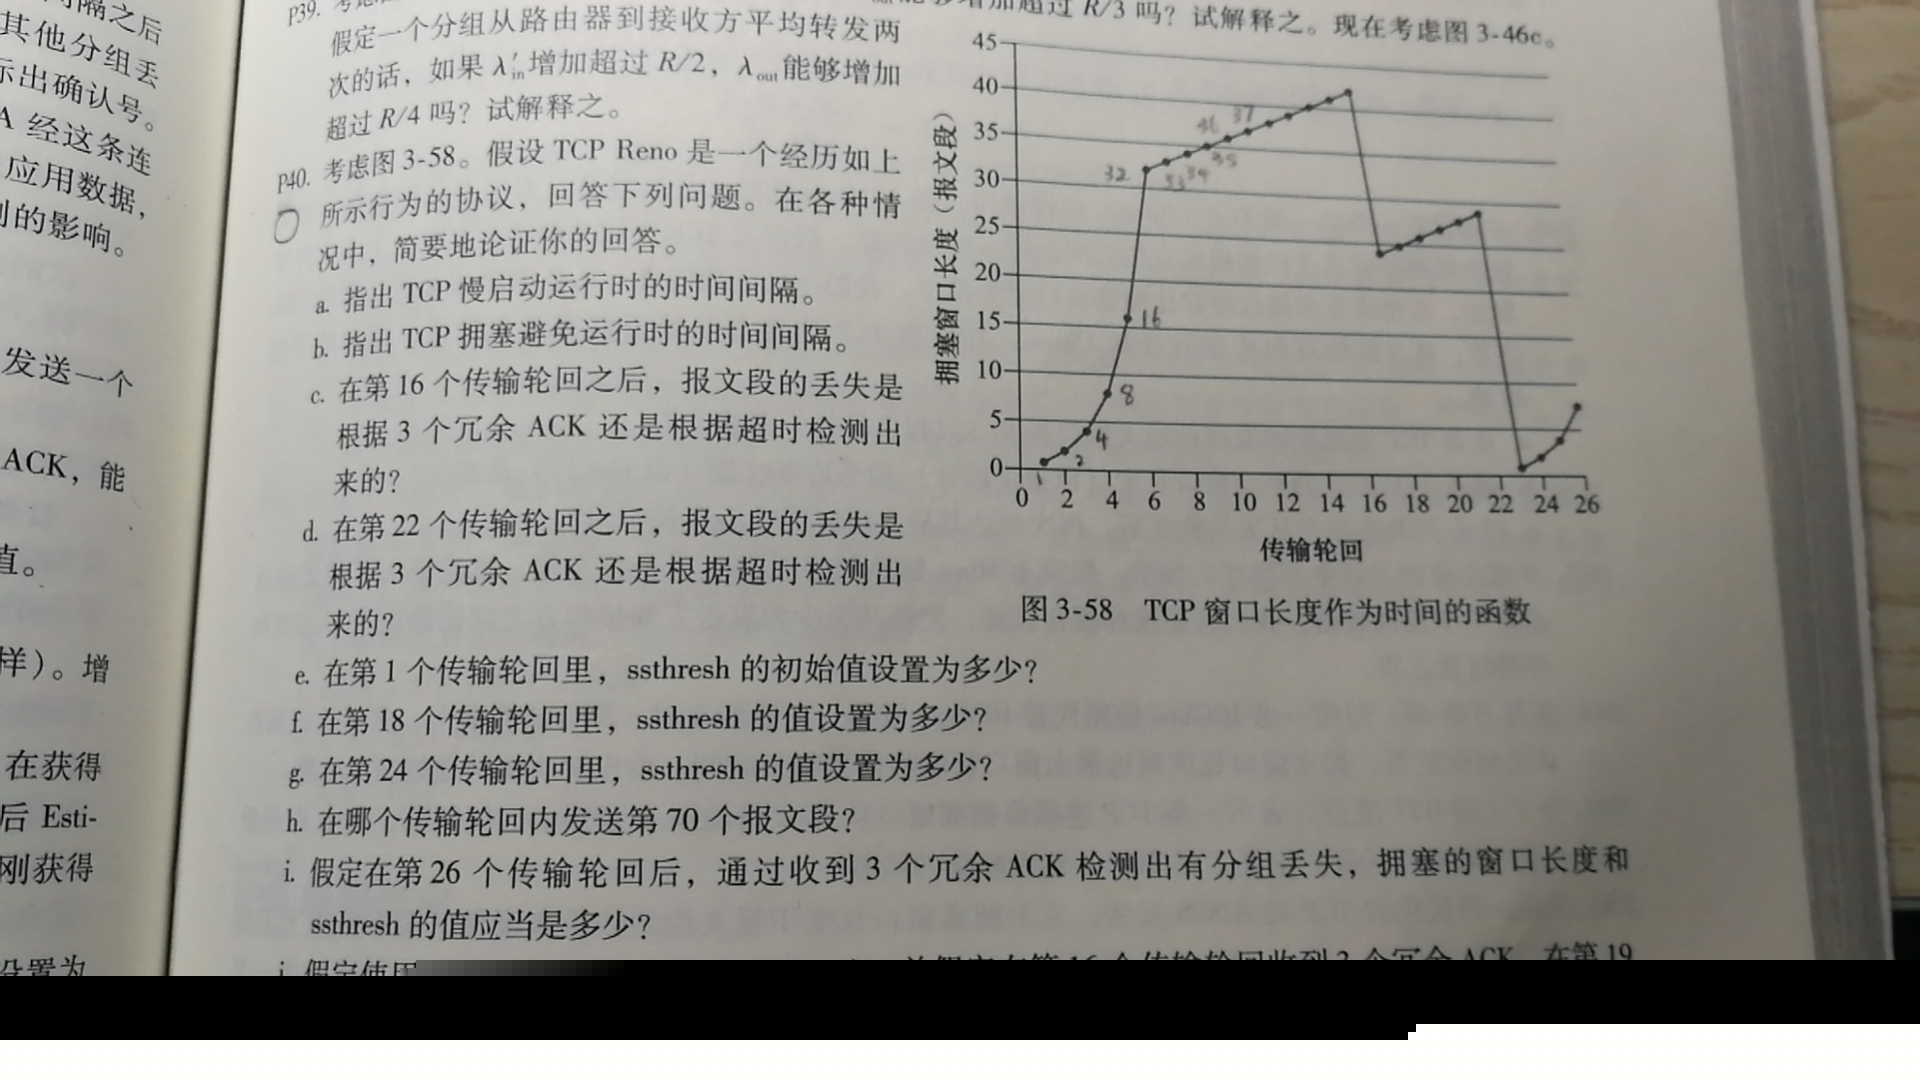 间隔之后
其他分组丢
示出确认号。
A 经这条连
应用数据，
到的影响。
发送一个
ACK，能
值。
样）。增
在获得
后 Esti-
刚获得
设置为
P39.
假定一个分组从路由器到接收方平均转发两
次的话，如果 λ′in 增加超过 R/2，λout 能够增加
超过 R/4 吗？试解释之。
P40. 考虑图 3-58。假设 TCP Reno 是一个经历如上
所示行为的协议，回答下列问题。在各种情
况中，简要地论证你的回答。
a. 指出 TCP 慢启动运行时的时间间隔。
b. 指出 TCP 拥塞避免运行时的时间间隔。
c. 在第 16 个传输轮回之后，报文段的丢失是
根据 3 个冗余 ACK 还是根据超时检测出
来的？
d. 在第 22 个传输轮回之后，报文段的丢失是
根据 3 个冗余 ACK 还是根据超时检测出
来的？
能够增加超过 R/3 吗？试解释之。现在考虑图 3-46c。
拥塞窗口长度（报文段）
45
40
35
30
25
20
15
10
5
0
32
33
34
35
36
37
16
8
4
2
1
0 2 4 6 8 10 12 14 16 18 20 22 24 26
传输轮回
图 3-58 TCP 窗口长度作为时间的函数
e. 在第 1 个传输轮回里，ssthresh 的初始值设置为多少？
f. 在第 18 个传输轮回里，ssthresh 的值设置为多少？
g. 在第 24 个传输轮回里，ssthresh 的值设置为多少？
h. 在哪个传输轮回内发送第 70 个报文段？
i. 假定在第 26 个传输轮回后，通过收到 3 个冗余 ACK 检测出有分组丢失，拥塞的窗口长度和
ssthresh 的值应当是多少？
j. 假定使用 并假定在第 16 个传输轮回收到 3 个冗余 ACK。在第 19